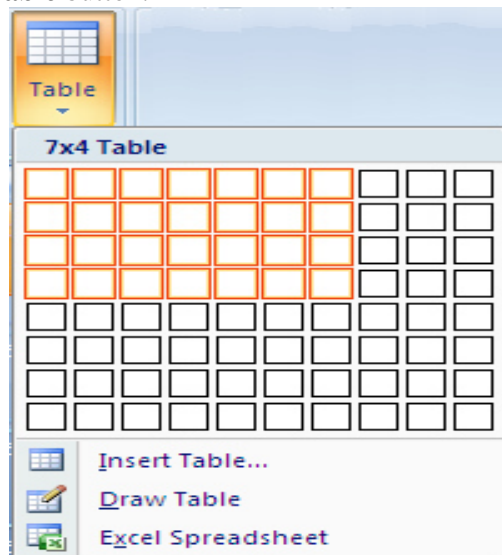 Table
7x4 Table
Insert Table...
Draw Table
Excel Spreadsheet